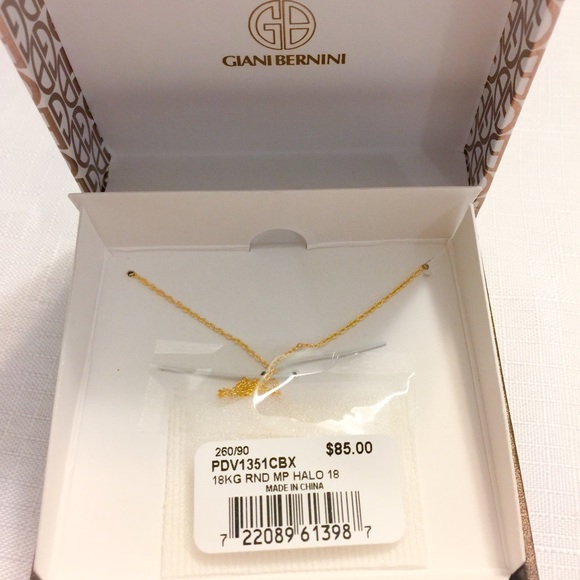 GB
GIANI BERNINI
260/90 $85.00
PDV1351CBX
18KG RND MP HALO 18
MADE IN CHINA
7 22089 61398 7